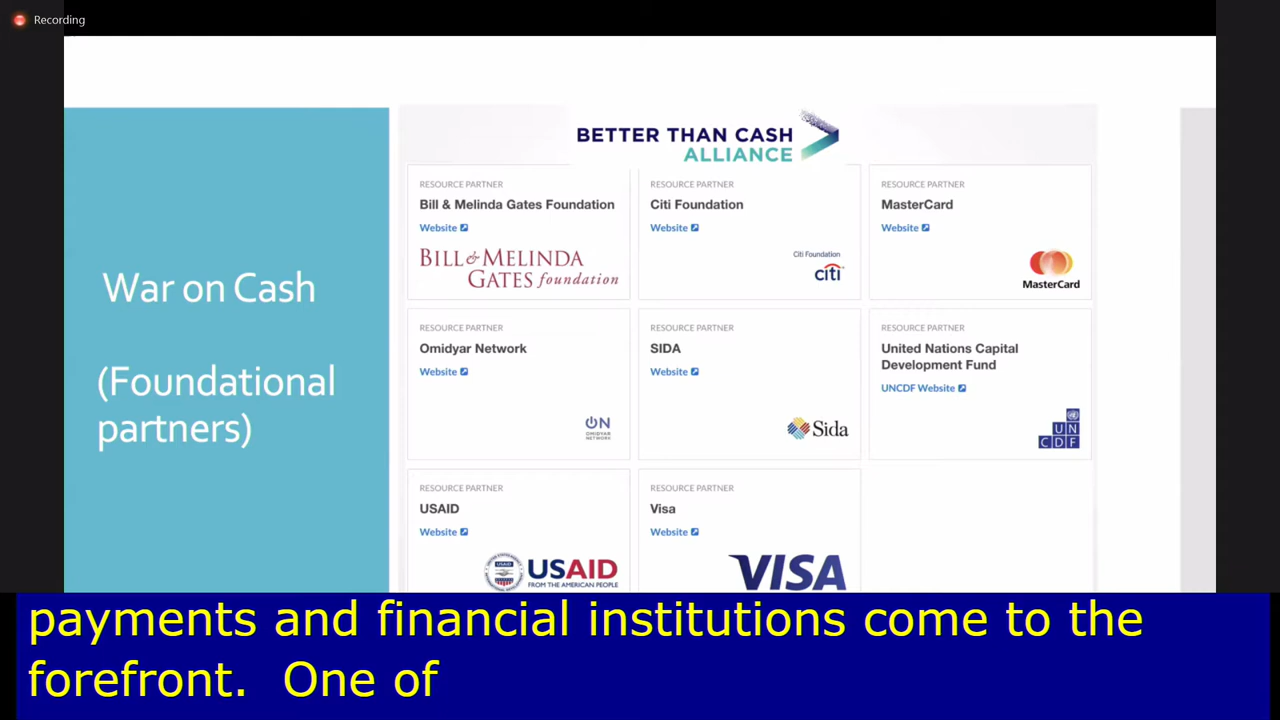 Recording
War on Cash
(Foundational
partners)
BETTER THAN CASH
ALLIANCE
RESOURCE PARTNER
Bill & Melinda Gates Foundation
Website
BILL & MELINDA
GATES foundation
RESOURCE PARTNER
Citi Foundation
Website
Citi Foundation
citi
RESOURCE PARTNER
MasterCard
Website
MasterCard
RESOURCE PARTNER
Omidyar Network
Website
ON
OMIDYAR
NETWORK
RESOURCE PARTNER
SIDA
Website
Sida
RESOURCE PARTNER
United Nations Capital
Development Fund
UNCDF Website
UN
CDF
RESOURCE PARTNER
USAID
Website
USAID
FROM THE AMERICAN PEOPLE
RESOURCE PARTNER
Visa
Website
VISA
payments and financial institutions come to the
forefront. One of